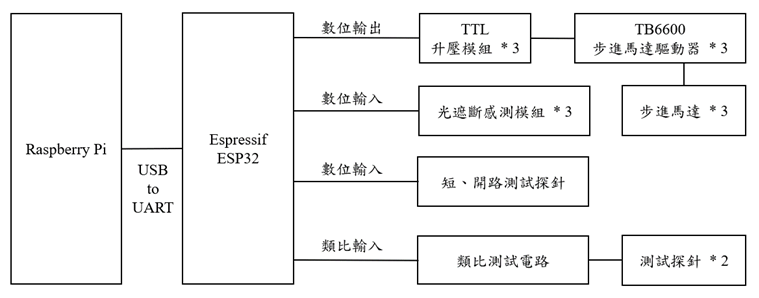 Raspberry Pi
USB
to
UART
Espressif
ESP32
數位輸出
TTL
升壓模組 * 3
TB6600
步進馬達驅動器 * 3
步進馬達 * 3
數位輸入
光遮斷感測模組 * 3
數位輸入
短、開路測試探針
類比輸入
類比測試電路
測試探針 * 2